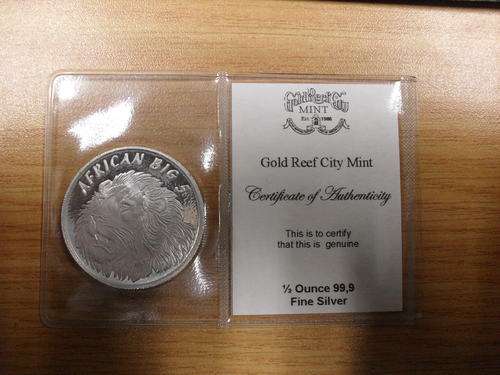 AFRICAN BIG 5
Gold Reef City
MINT
Est 1986
Gold Reef City Mint
Certificate of Authenticity
This is to certify
that this is genuine
½ Ounce 99,9
Fine Silver